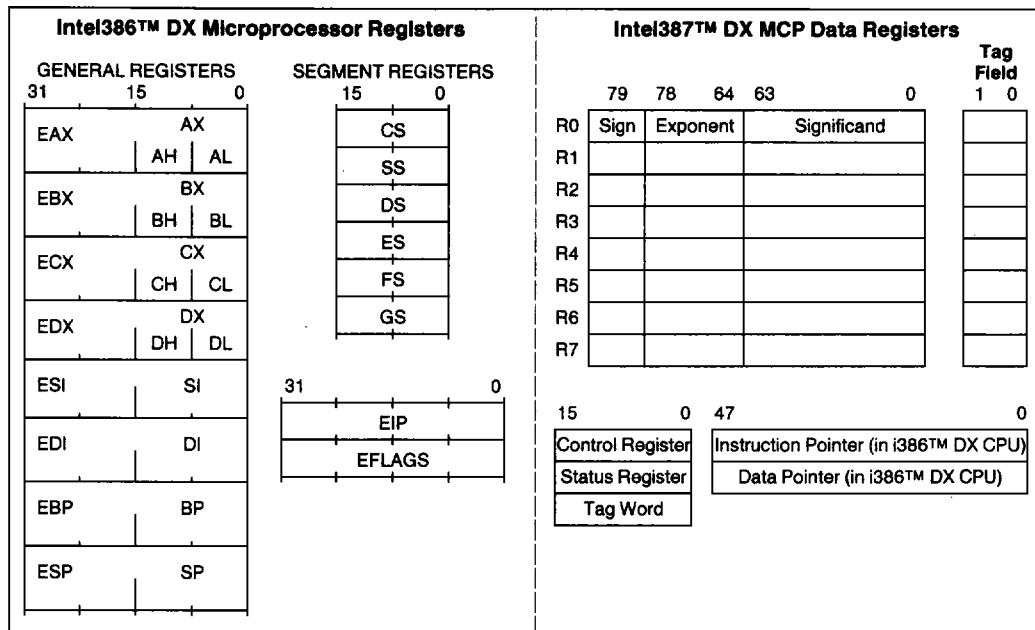 Intel386™ DX Microprocessor Registers
GENERAL REGISTERS
31 15 0
EAX AX
AH AL
EBX BX
BH BL
ECX CX
CH CL
EDX DX
DH DL
ESI SI
EDI DI
EBP BP
ESP SP
SEGMENT REGISTERS
15 0
CS
SS
DS
ES
FS
GS
31 0
EIP
EFLAGS
Intel387™ DX MCP Data Registers
Tag
Field
79 78 64 63 0 1 0
R0 Sign Exponent Significand
R1
R2
R3
R4
R5
R6
R7
15 0
Control Register
Status Register
Tag Word
47 0
Instruction Pointer (in i386™ DX CPU)
Data Pointer (in i386™ DX CPU)